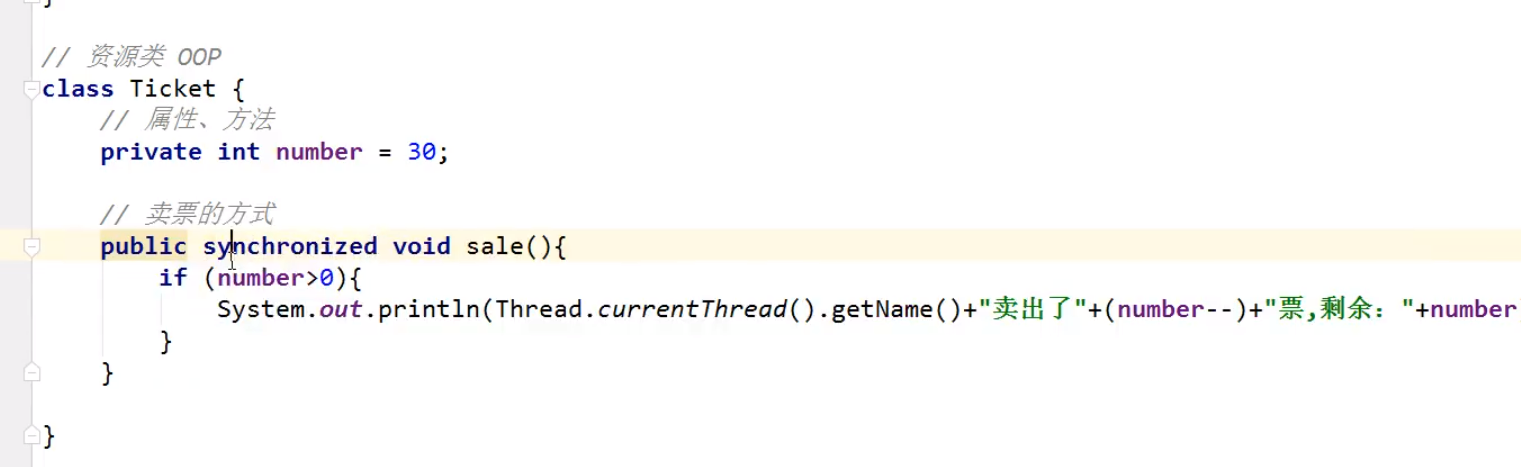 }
// 资源类 OOP
class Ticket {
// 属性、方法
private int number = 30;
// 卖票的方式
public synchronized void sale(){
if (number>0){
System.out.println(Thread.currentThread().getName()+"卖出了"+(number--)+"票,剩余: "+number
}
}
}